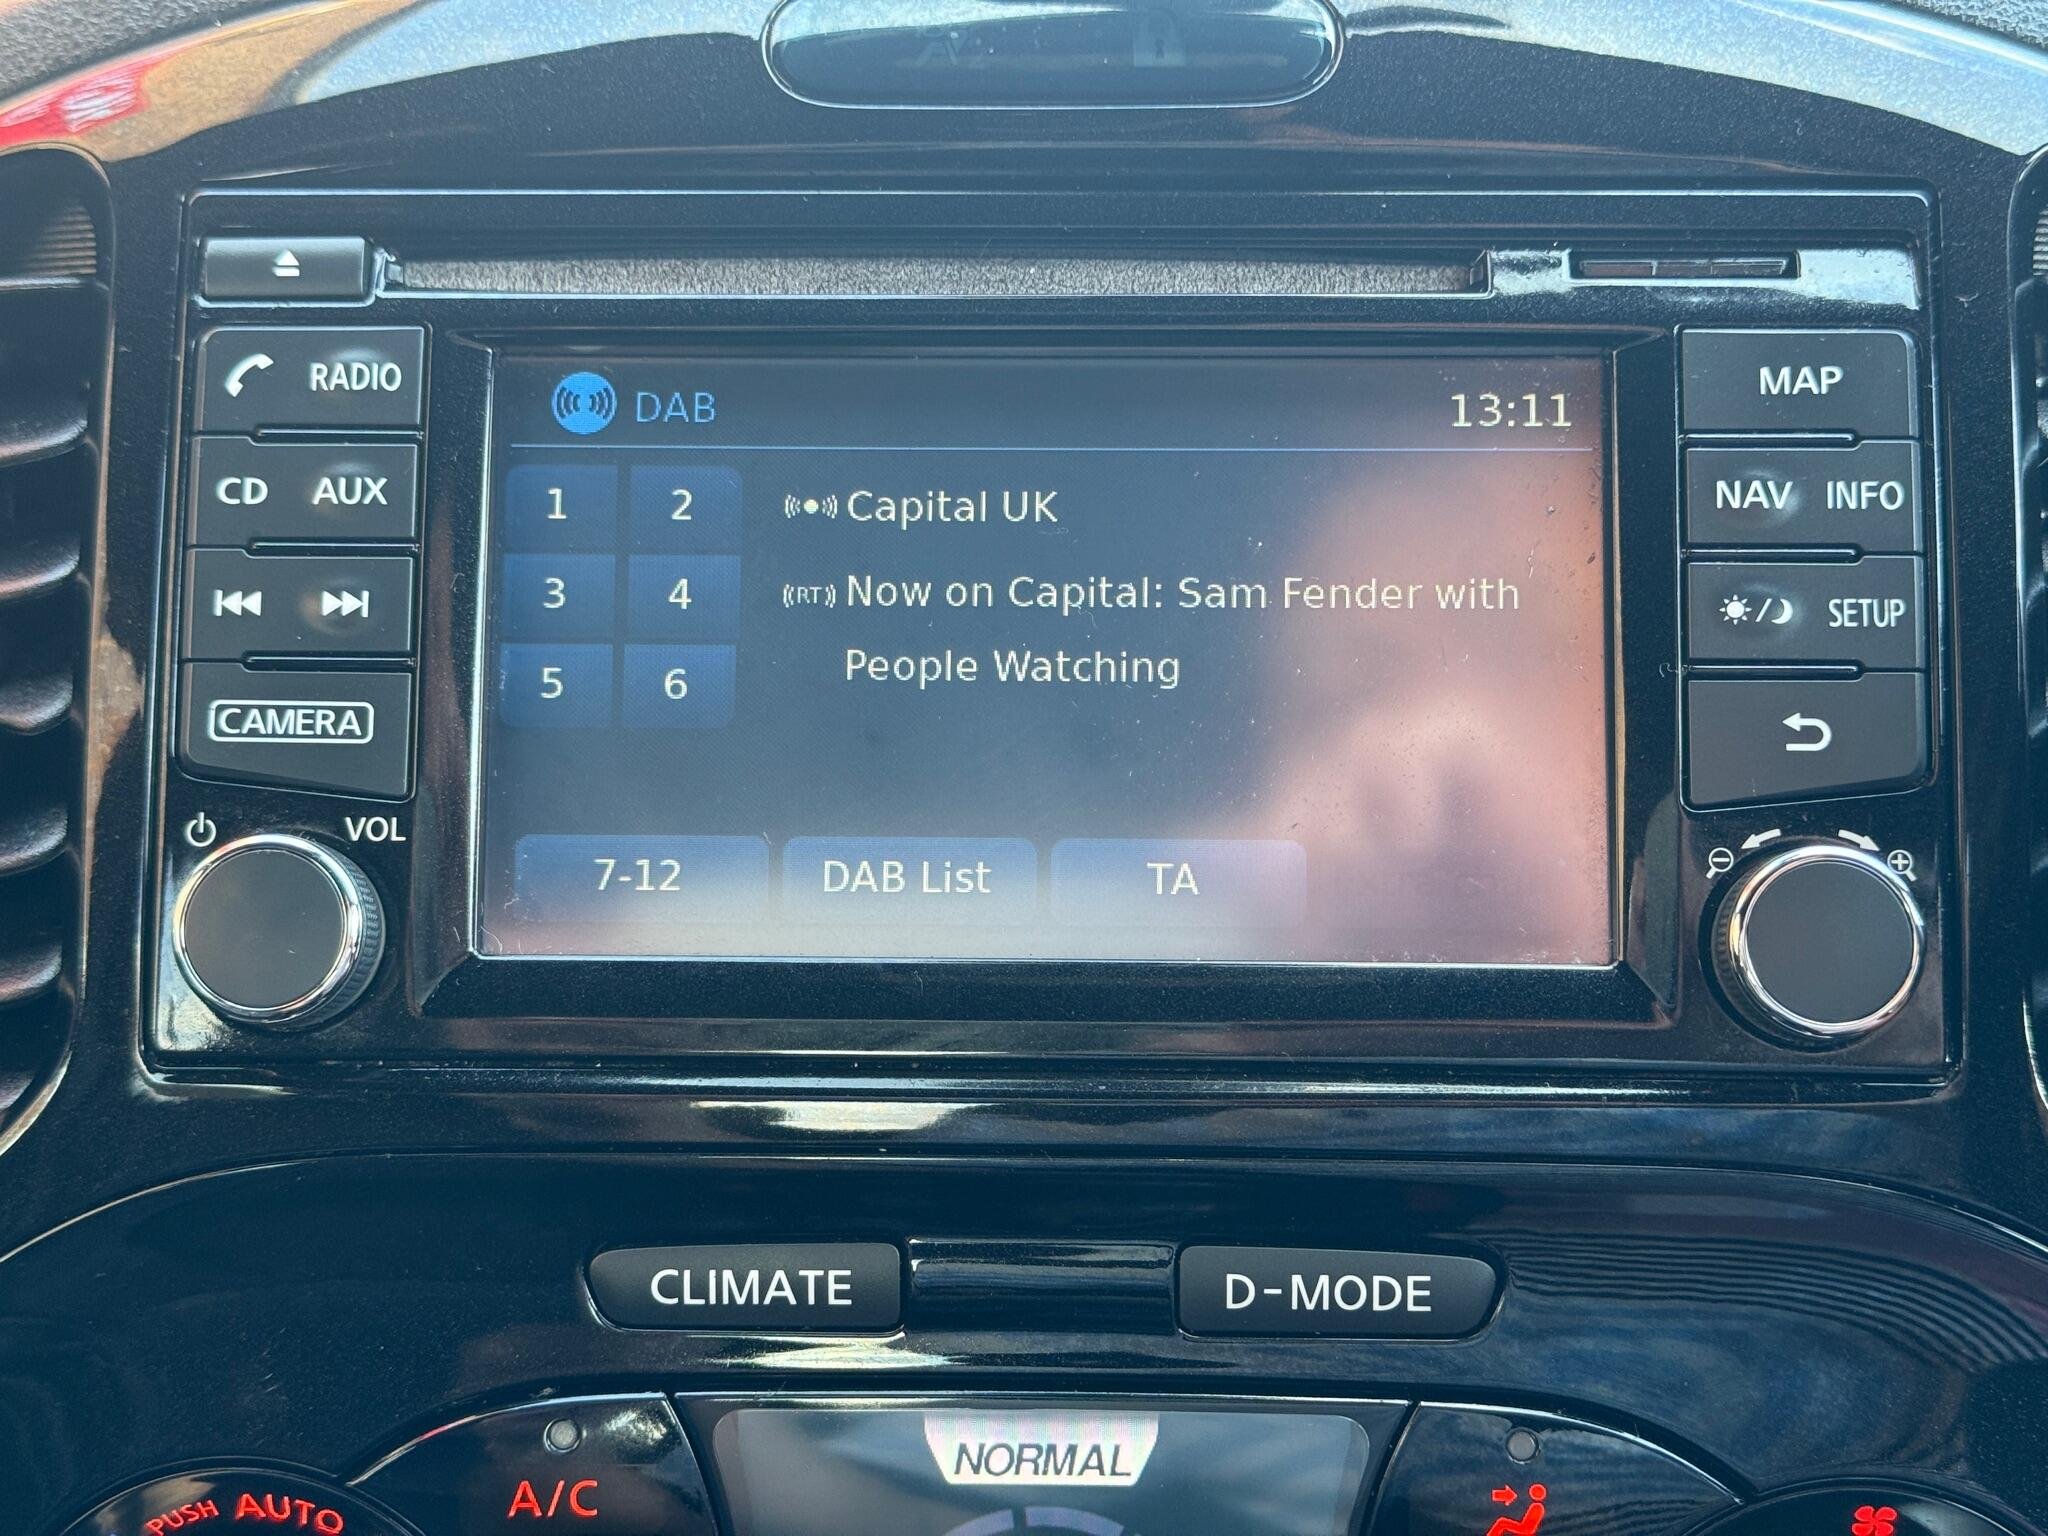 DAB 13:11
RADIO
MAP
1 2 Capital UK
CD AUX
NAV INFO
3 4 RT Now on Capital: Sam Fender with
People Watching
SETUP
5 6
CAMERA
VOL
7-12 DAB List TA
CLIMATE D-MODE
NORMAL
A/C
PUSH AUTO